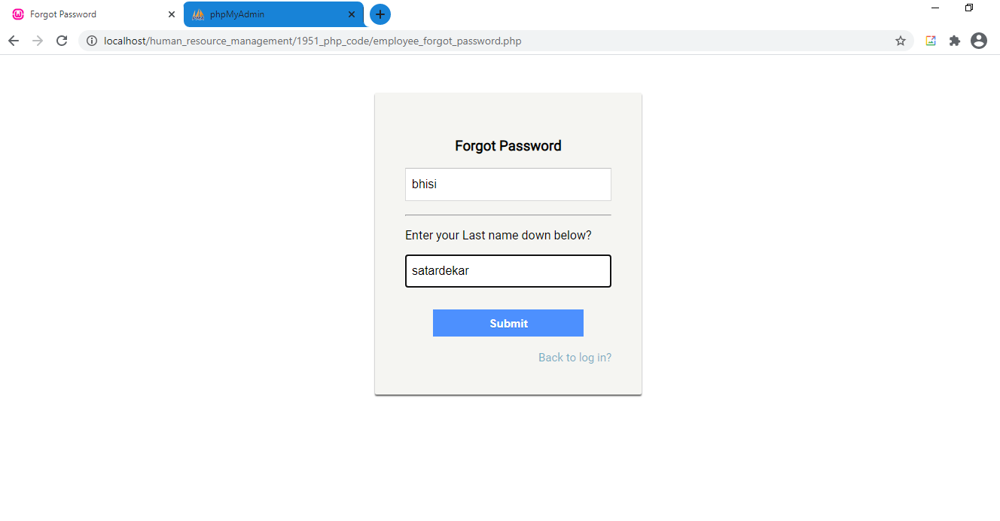 Forgot Password
phpMyAdmin
localhost/human_resource_management/1951_php_code/employee_forgot_password.php
Forgot Password
bhisi
Enter your Last name down below?
satardekar
Submit
Back to log in?